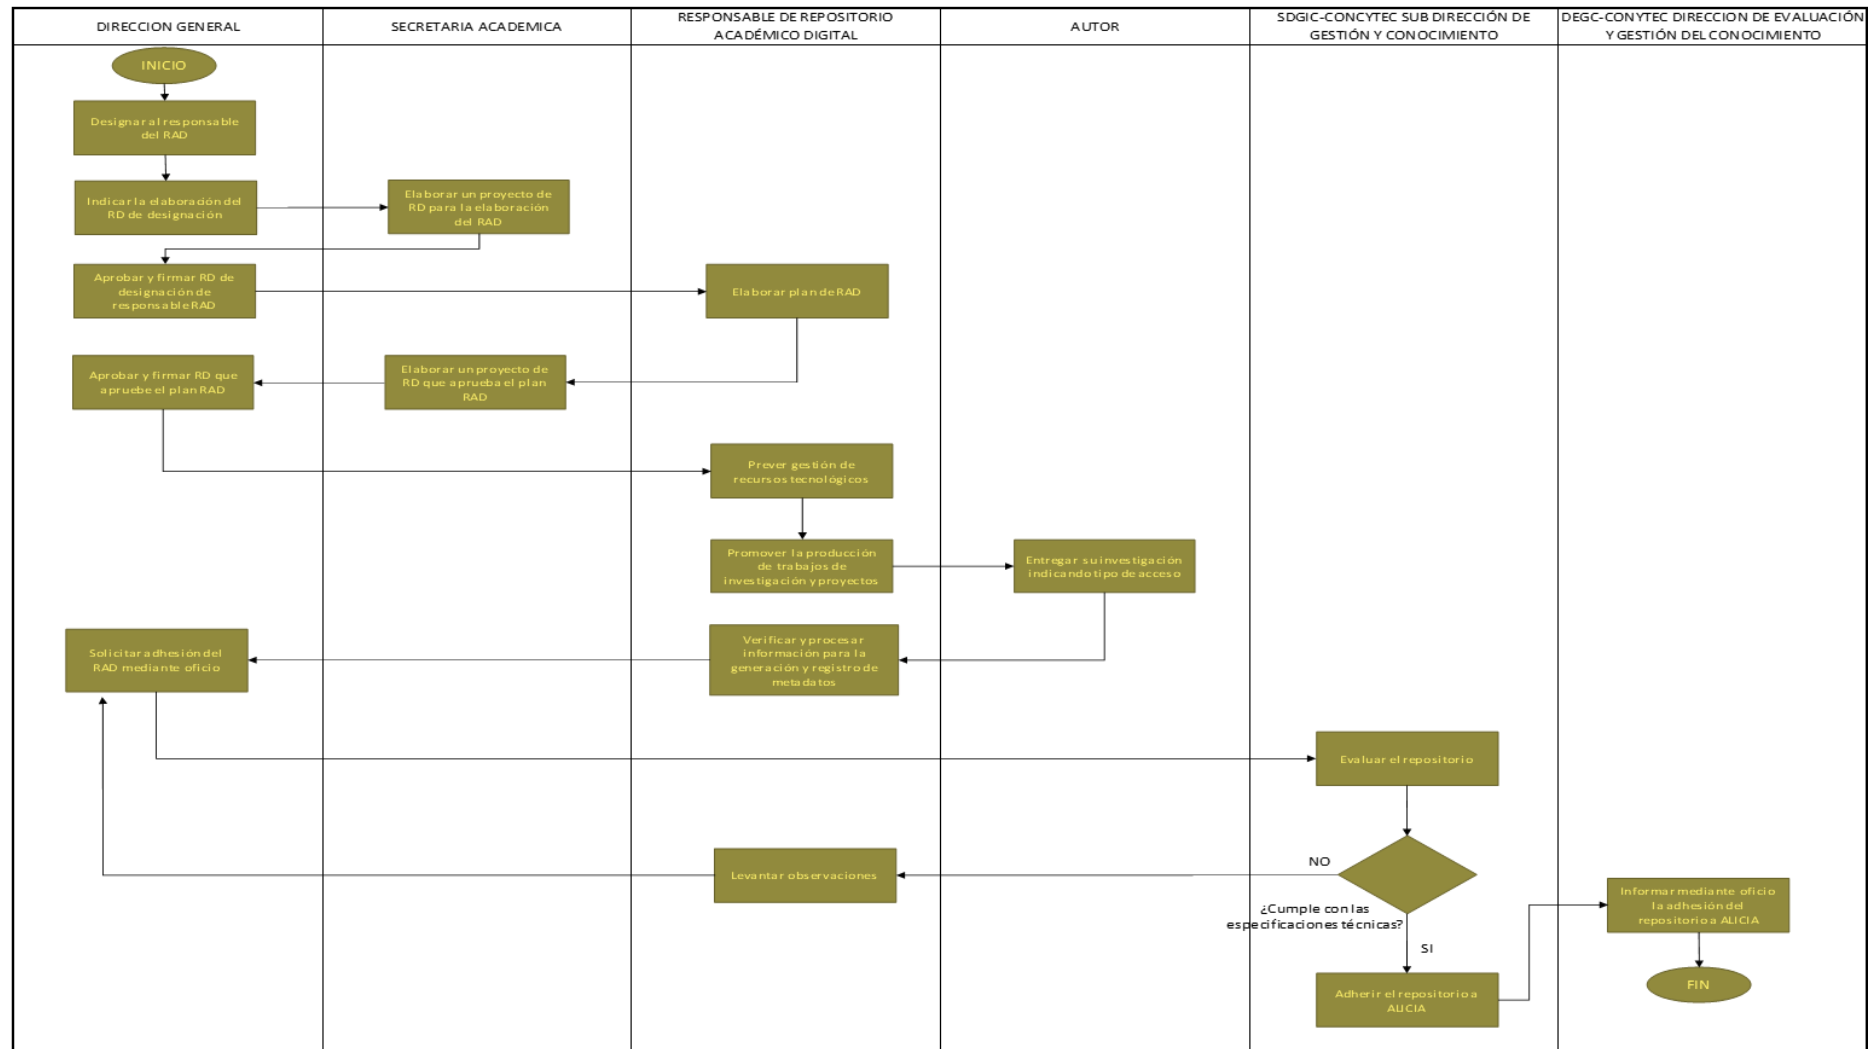 DIRECCION GENERAL
SECRETARIA ACADEMICA
RESPONSABLE DE REPOSITORIO
ACADÉMICO DIGITAL
AUTOR
SDGIC-CONCYTEC SUB DIRECCIÓN DE
GESTIÓN Y CONOCIMIENTO
DEGC-CONYTEC DIRECCION DE EVALUACIÓN
Y GESTIÓN DEL CONOCIMIENTO
INICIO
Designar al responsable
del RAD
Indicar la elaboración del
RD de designación
Elaborar un proyecto de
RD para la elaboración
del RAD
Aprobar y firmar RD de
designación de
responsable RAD
Elaborar plan de RAD
Aprobar y firmar RD que
apruebe el plan RAD
Elaborar un proyecto de
RD que aprueba el plan
RAD
Prever gestión de
recursos tecnológicos
Promover la producción
de trabajos de
investigación y proyectos
Entregar su investigación
indicando tipo de acceso
Solicitar adhesión del
RAD mediante oficio
Verificar y procesar
información para la
generación y registro de
metadatos
Evaluar el repositorio
NO
Levantar observaciones
¿Cumple con las
especificaciones técnicas?
SI
Informar mediante oficio
la adhesión del
repositorio a ALICIA
Adherir el repositorio a
ALICIA
FIN